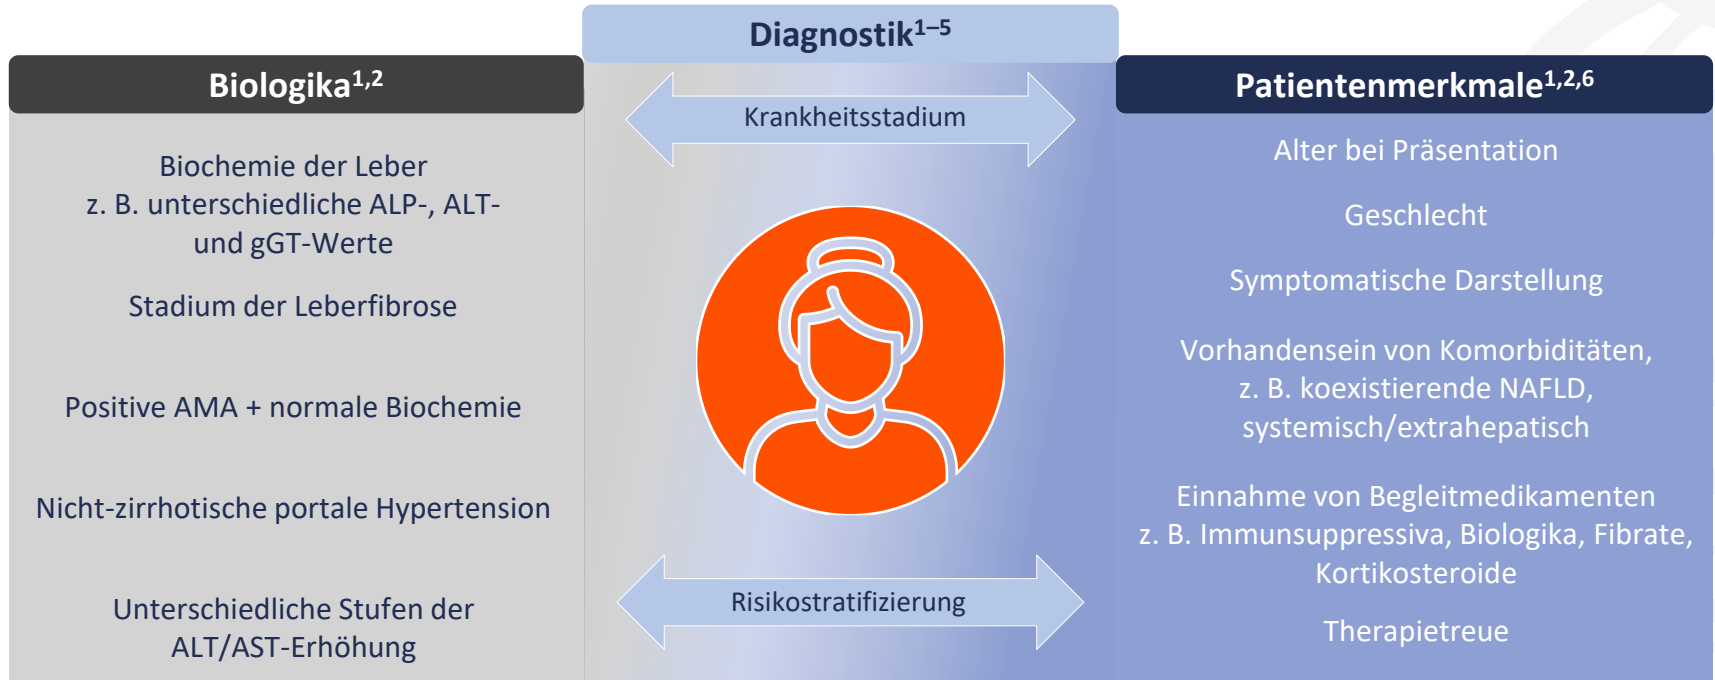 Diagnostik1–5
Biologika1,2
Biochemie der Leber
z. B. unterschiedliche ALP-, ALT-
und gGT-Werte
Stadium der Leberfibrose
Positive AMA + normale Biochemie
Nicht-zirrhotische portale Hypertension
Unterschiedliche Stufen der
ALT/AST-Erhöhung
Krankheitsstadium
Risikostratifizierung
Patientenmerkmale1,2,6
Alter bei Präsentation
Geschlecht
Symptomatische Darstellung
Vorhandensein von Komorbiditäten,
z. B. koexistierende NAFLD,
systemisch/extrahepatisch
Einnahme von Begleitmedikamenten
z. B. Immunsuppressiva, Biologika, Fibrate,
Kortikosteroide
Therapietreue